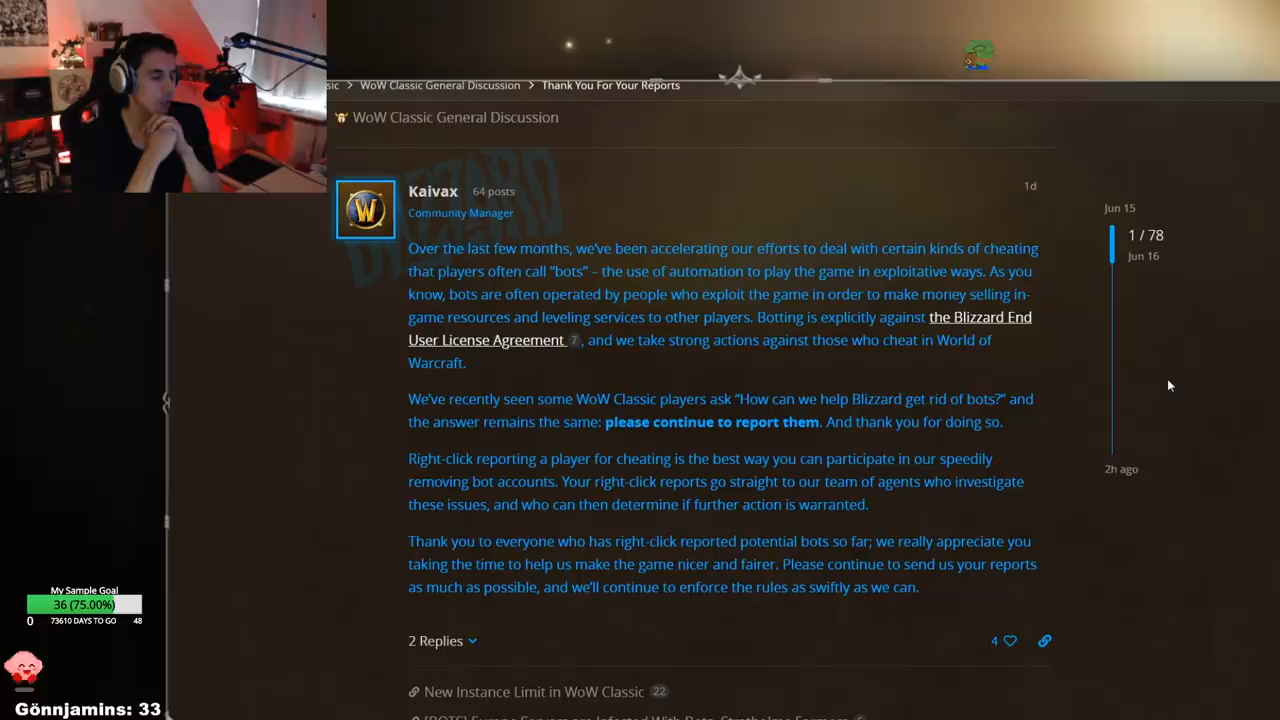 sic > WoW Classic General Discussion > Thank You For Your Reports
WoW Classic General Discussion
BLIZZARD
Kaivax 64 posts
Community Manager
1d
Over the last few months, we've been accelerating our efforts to deal with certain kinds of cheating
that players often call “bots” – the use of automation to play the game in exploitative ways. As you
know, bots are often operated by people who exploit the game in order to make money selling in-
game resources and leveling services to other players. Botting is explicitly against the Blizzard End
User License Agreement 7 , and we take strong actions against those who cheat in World of
Warcraft.
We've recently seen some WoW Classic players ask “How can we help Blizzard get rid of bots?” and
the answer remains the same: please continue to report them. And thank you for doing so.
Right-click reporting a player for cheating is the best way you can participate in our speedily
removing bot accounts. Your right-click reports go straight to our team of agents who investigate
these issues, and who can then determine if further action is warranted.
Thank you to everyone who has right-click reported potential bots so far; we really appreciate you
taking the time to help us make the game nicer and fairer. Please continue to send us your reports
as much as possible, and we'll continue to enforce the rules as swiftly as we can.
2 Replies
4
New Instance Limit in WoW Classic 22
[BOTS] Europe Servers are Infested With Bots, Stratholme Farmers
Jun 15
1 / 78
Jun 16
2h ago
My Sample Goal
36 (75.00%)
0 73610 DAYS TO GO 48
Gönnjamins: 33